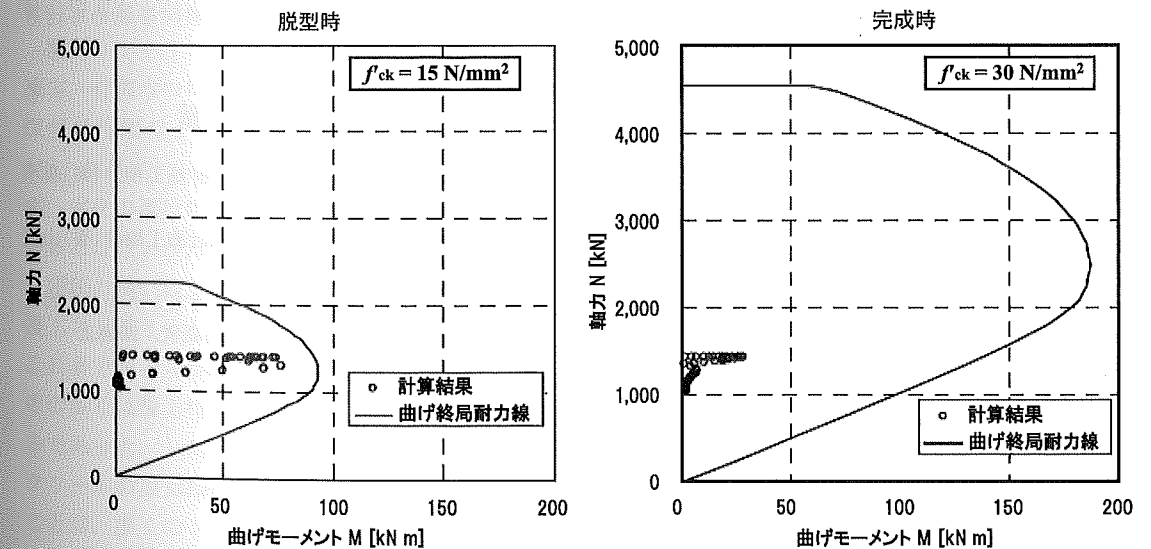 脱型時
5,000
4,000
3,000
2,000
1,000
0
軸力 N [kN]
f'ck = 15 N/mm²
計算結果
曲げ終局耐力線
0 50 100 150 200
曲げモーメント M [kN m]
完成時
5,000
4,000
3,000
2,000
1,000
0
軸力 N [kN]
f'ck = 30 N/mm²
計算結果
曲げ終局耐力線
0 50 100 150 200
曲げモーメント M [kN m]